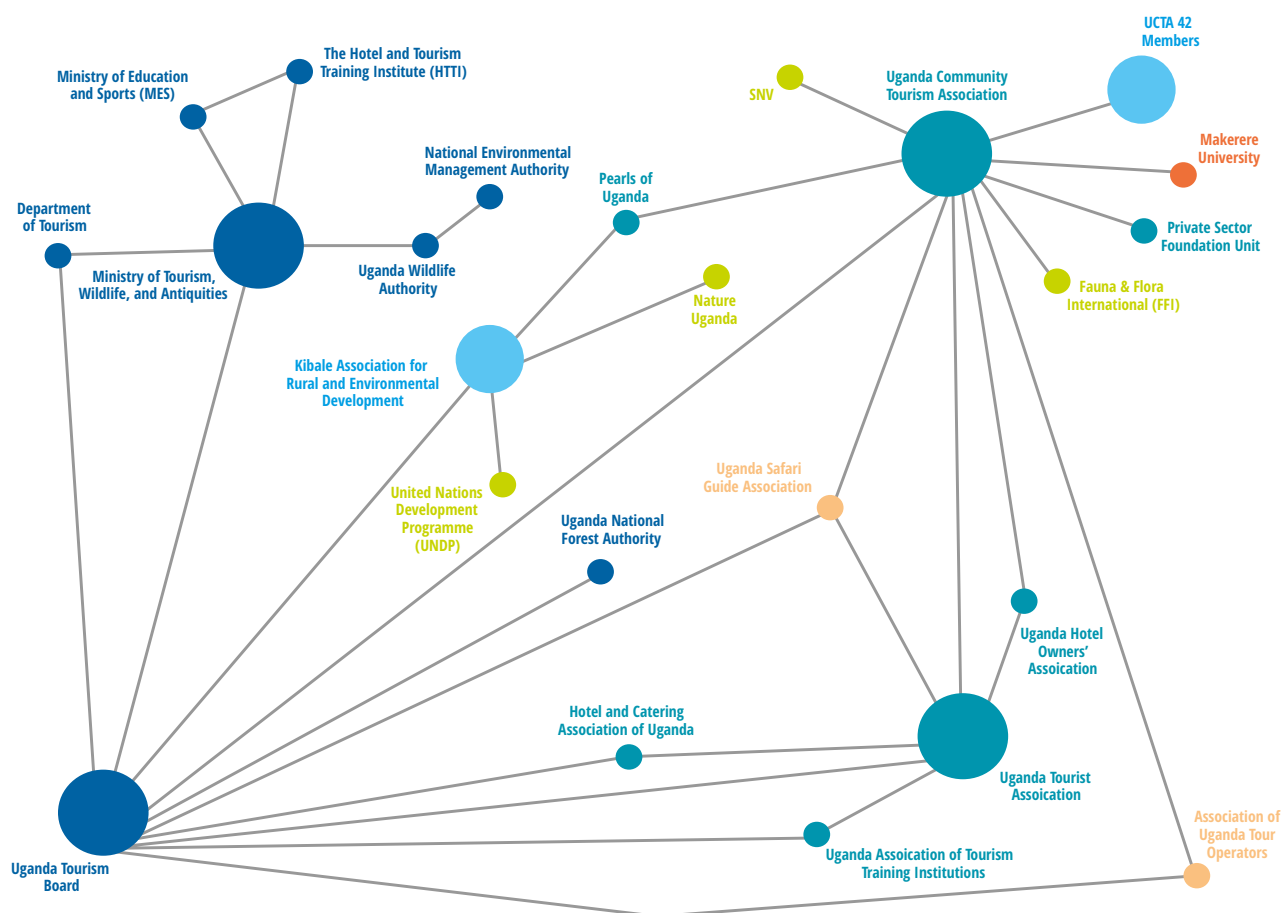 UCTA 42
Members
The Hotel and Tourism
Training Institute (HTTI)
Ministry of Education
and Sports (MES)
Uganda Community
Tourism Association
SNV
Makerere
University
National Environmental
Management Authority
Pearls of
Uganda
Department
of Tourism
Private Sector
Foundation Unit
Ministry of Tourism,
Wildlife, and Antiquities
Uganda Wildlife
Authority
Nature
Uganda
Fauna & Flora
International (FFI)
Kibale Association for
Rural and Environmental
Development
Uganda Safari
Guide Association
United Nations
Development
Programme
(UNDP)
Uganda National
Forest Authority
Uganda Hotel
Owners’
Assoication
Hotel and Catering
Association of Uganda
Uganda Tourist
Assoication
Association of
Uganda Tour
Operators
Uganda Assoication of Tourism
Training Institutions
Uganda Tourism
Board